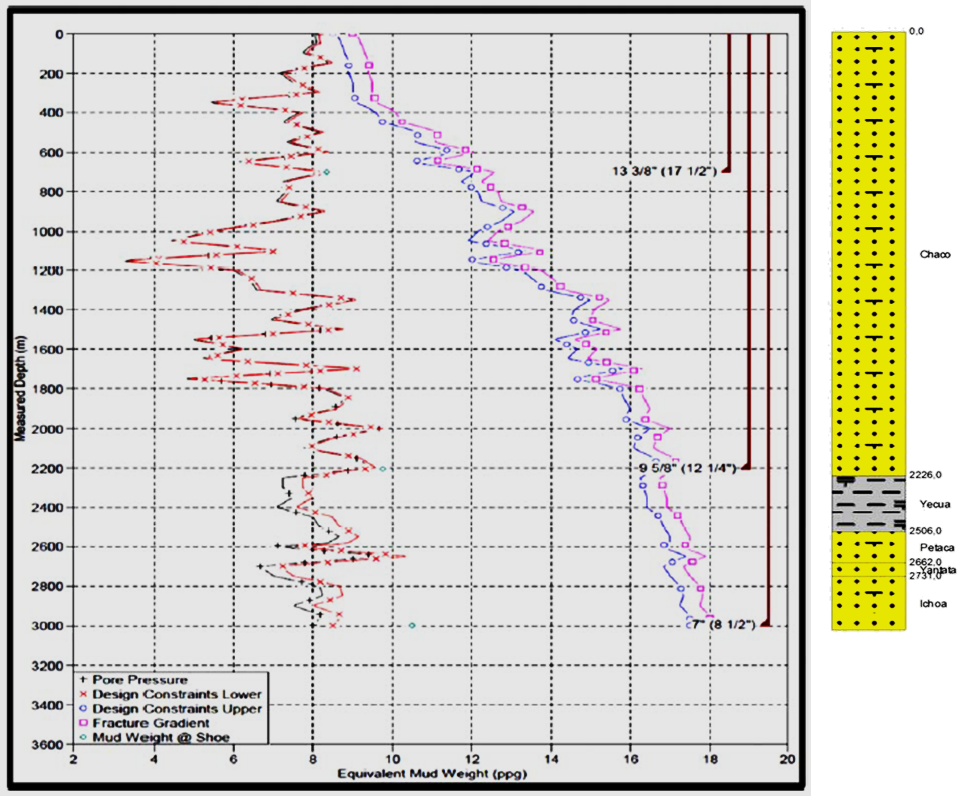 0
200
400
600
800
1000
1200
1400
1600
1800
2000
2200
2400
2600
2800
3000
3200
3400
3600
Measured Depth (m)
13 3/8" (17 1/2")
9 5/8" (12 1/4")
7" (8 1/2")
Pore Pressure
Design Constraints Lower
Design Constraints Upper
Fracture Gradient
Mud Weight @ Shoe
2 4 6 8 10 12 14 16 18 20
Equivalent Mud Weight (ppg)
0.0
Chaco
2226.0
Yecua
2506.0
Petaca
2662.0
Yantata
2731.0
Ichoa